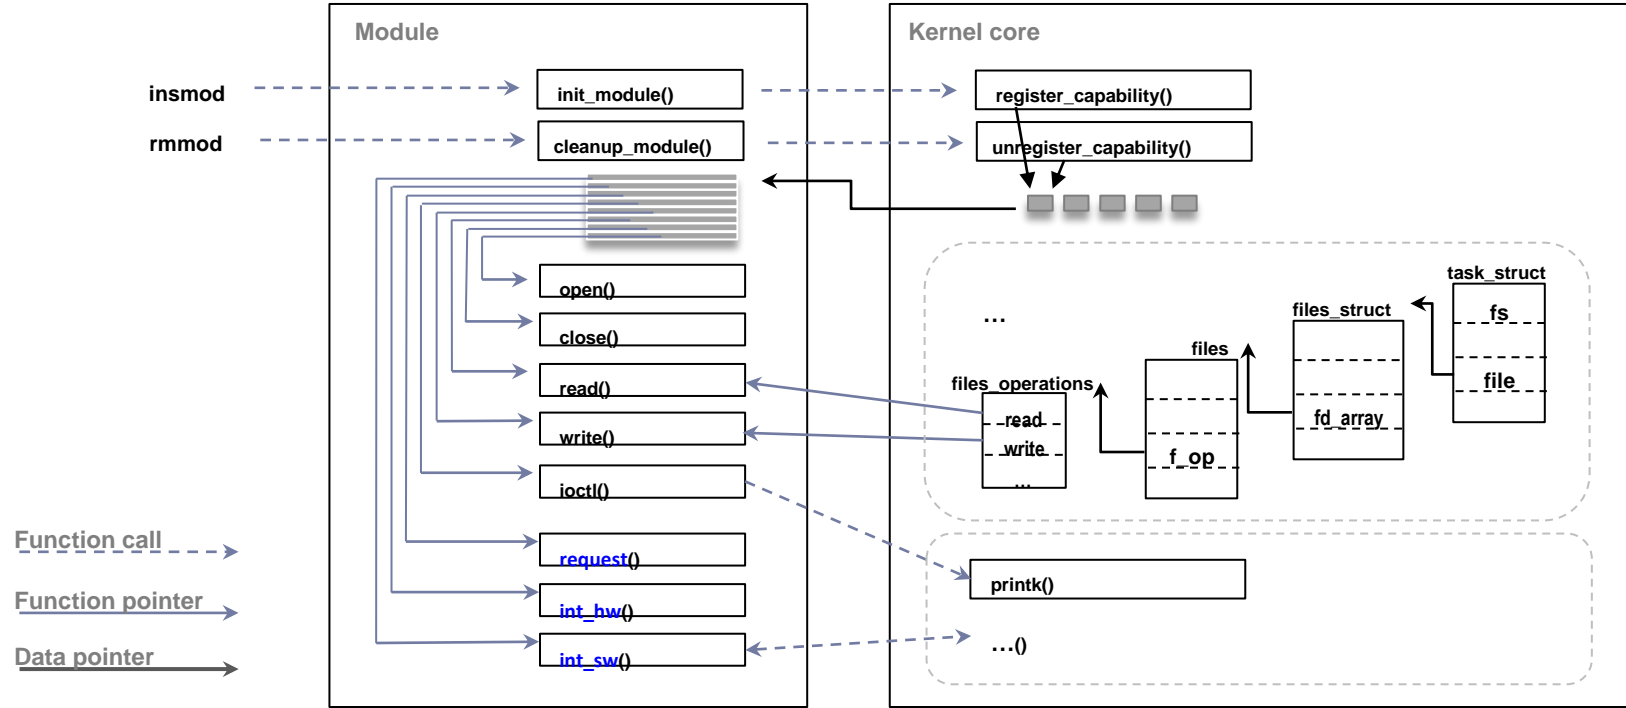 Module
Kernel core
insmod
init_module()
register_capability()
rmmod
cleanup_module()
unregister_capability()
open()
close()
read()
write()
ioctl()
request()
int_hw()
int_sw()
...
task_struct
fs
file
files_struct
fd_array
files
f_op
files_operations
read
write
...
printk()
...()
Function call
Function pointer
Data pointer